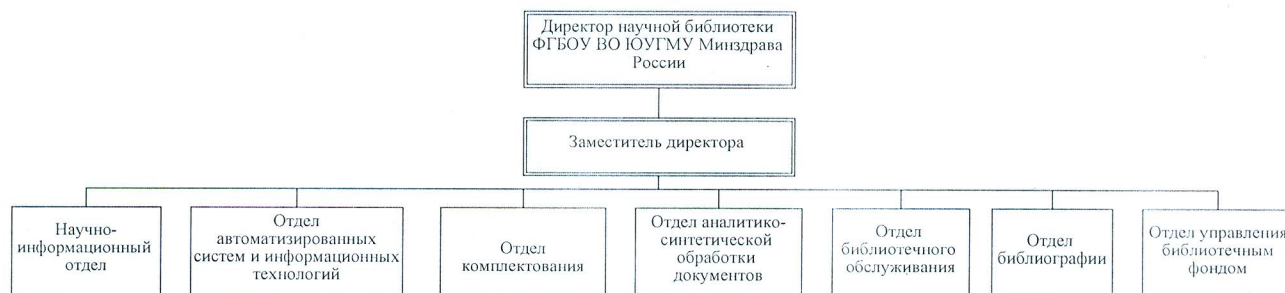 Директор научной библиотеки
ФГБОУ ВО ЮУГМУ Минздрава
России
Заместитель директора
Научно-
информационный
отдел
Отдел
автоматизированных
систем и информационных
технологий
Отдел
комплектования
Отдел аналитико-
синтетической
обработки
документов
Отдел
библиотечного
обслуживания
Отдел
библиографии
Отдел управления
библиотечным
фондом